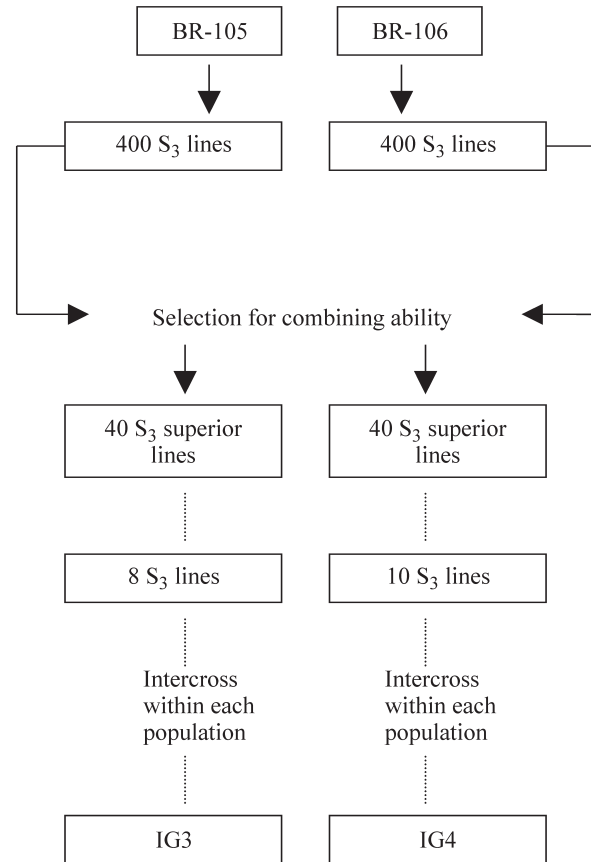 BR-105
BR-106
400 S₃ lines
400 S₃ lines
Selection for combining ability
40 S₃ superior
lines
40 S₃ superior
lines
8 S₃ lines
10 S₃ lines
Intercross
within each
population
Intercross
within each
population
IG3
IG4